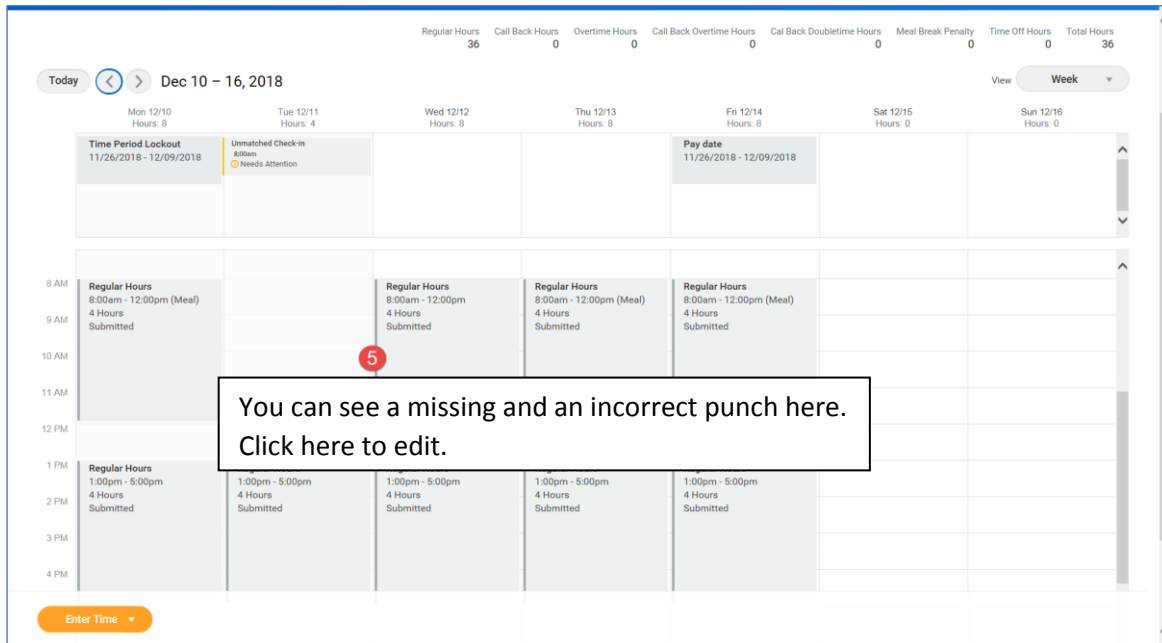 Regular Hours Call Back Hours Overtime Hours Call Back Overtime Hours Cal Back Doubletime Hours Meal Break Penalty Time Off Hours Total Hours
36 0 0 0 0 0 0 36
Today Dec 10 – 16, 2018 View Week
Mon 12/10 Tue 12/11 Wed 12/12 Thu 12/13 Fri 12/14 Sat 12/15 Sun 12/16
Hours: 8 Hours: 4 Hours: 8 Hours: 8 Hours: 8 Hours: 0 Hours: 0
Time Period Lockout
11/26/2018 - 12/09/2018
Unmatched Check-in
8:00am
Needs Attention
Pay date
11/26/2018 - 12/09/2018
8 AM
9 AM
10 AM
11 AM
12 PM
1 PM
2 PM
3 PM
4 PM
Regular Hours
8:00am - 12:00pm (Meal)
4 Hours
Submitted
Regular Hours
8:00am - 12:00pm
4 Hours
Submitted
Regular Hours
8:00am - 12:00pm (Meal)
4 Hours
Submitted
Regular Hours
8:00am - 12:00pm (Meal)
4 Hours
Submitted
5
You can see a missing and an incorrect punch here.
Click here to edit.
Regular Hours
1:00pm - 5:00pm
4 Hours
Submitted
1:00pm - 5:00pm
4 Hours
Submitted
1:00pm - 5:00pm
4 Hours
Submitted
1:00pm - 5:00pm
4 Hours
Submitted
1:00pm - 5:00pm
4 Hours
Submitted
Enter Time